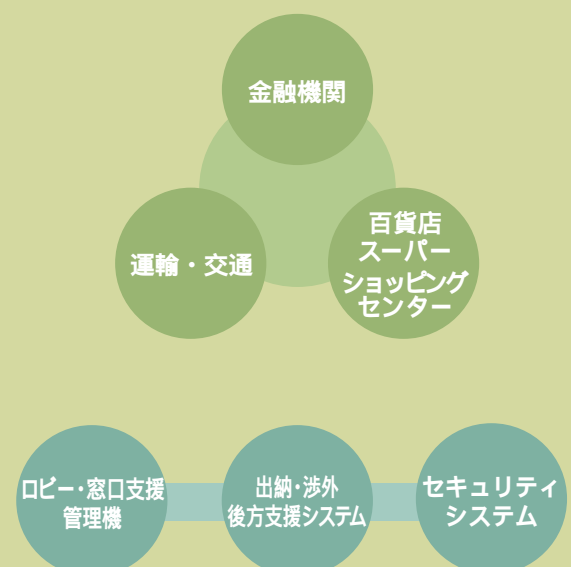 金融機関
運輸・交通
百貨店
スーパー
ショッピング
センター
ロビー・窓口支援
管理機
出納・渉外
後方支援システム
セキュリティ
システム